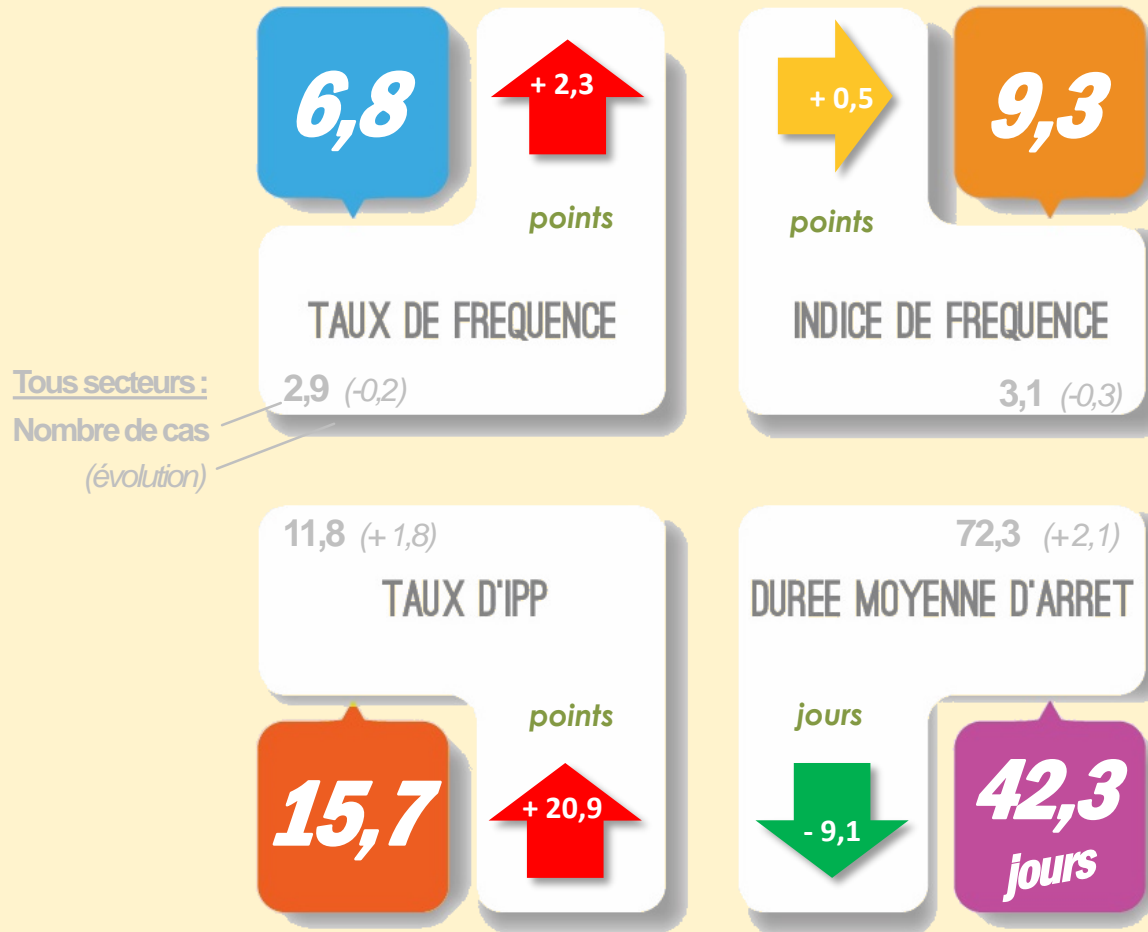 6,8
+ 2,3
points
TAUX DE FREQUENCE
2,9 (-0,2)
+ 0,5
9,3
points
INDICE DE FREQUENCE
3,1 (-0,3)
Tous secteurs :
Nombre de cas
(évolution)
11,8 (+ 1,8)
TAUX D'IPP
points
15,7
+ 20,9
72,3 (+2,1)
DUREE MOYENNE D'ARRET
jours
- 9,1
42,3
jours